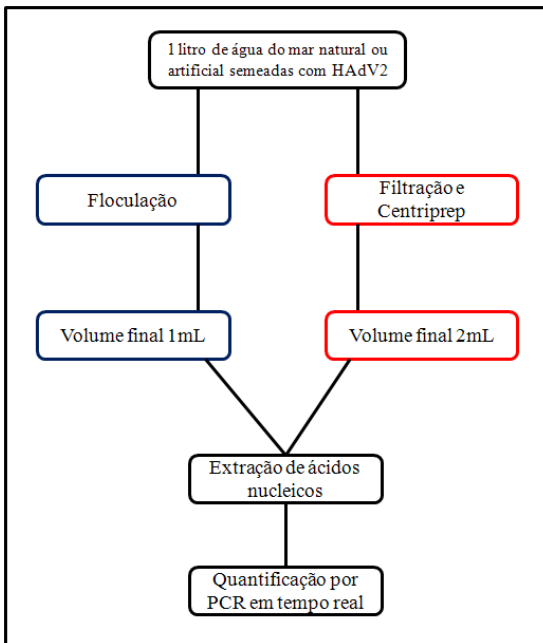 1 litro de água do mar natural ou
artificial semeadas com HAdV2
Floculação
Filtração e
Centriprep
Volume final 1mL
Volume final 2mL
Extração de ácidos
nucleicos
Quantificação por
PCR em tempo real